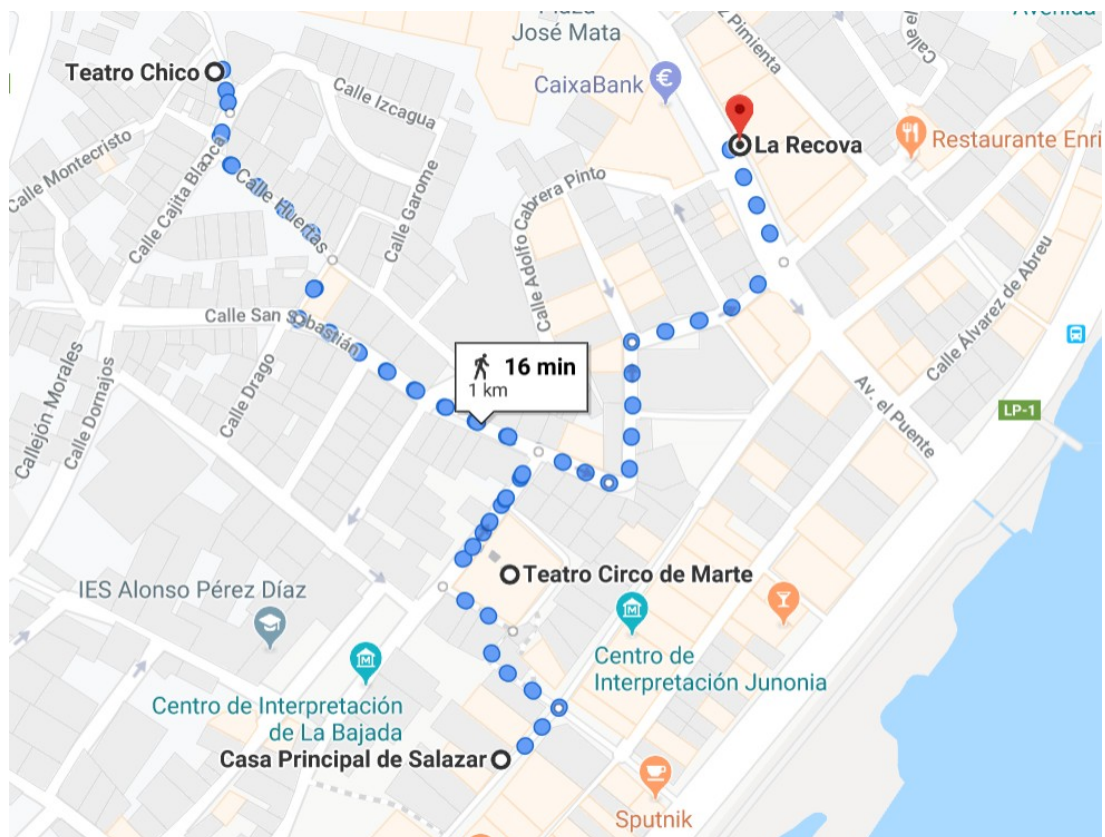 José Mata
Teatro Chico
CaixaBank
Pimienta
Calle Izcagua
La Recova
Restaurante Enri
Calle Montecristo
Calle Cajita Blanca
Calle Huertas
Calle Garome
Calle Adolfo Cabrera Pinto
Calle San Sebastián
Calle Álvarez de Abreu
Callejón Morales
Calle Dornajos
Calle Drago
16 min
1 km
Av. el Puente
LP-1
Teatro Circo de Marte
IES Alonso Pérez Díaz
Centro de
Interpretación Junonia
Centro de Interpretación
de La Bajada
Casa Principal de Salazar
Sputnik